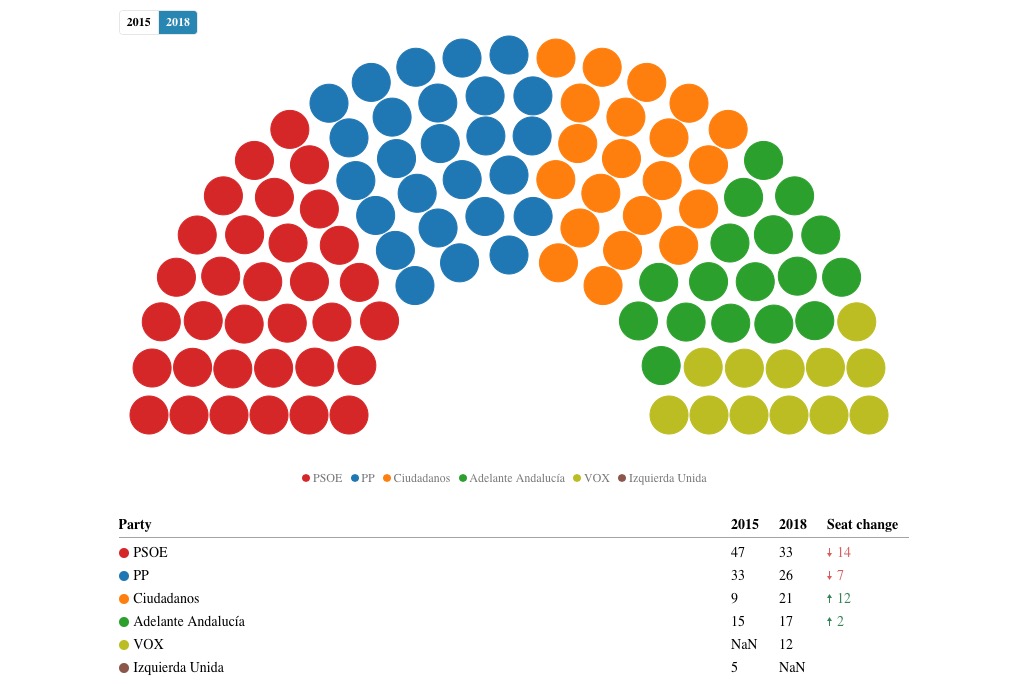 2015 2018
PSOE PP Ciudadanos Adelante Andalucía VOX Izquierda Unida
Party 2015 2018 Seat change
PSOE 47 33 ↓ 14
PP 33 26 ↓ 7
Ciudadanos 9 21 ↑ 12
Adelante Andalucía 15 17 ↑ 2
VOX NaN 12
Izquierda Unida 5 NaN